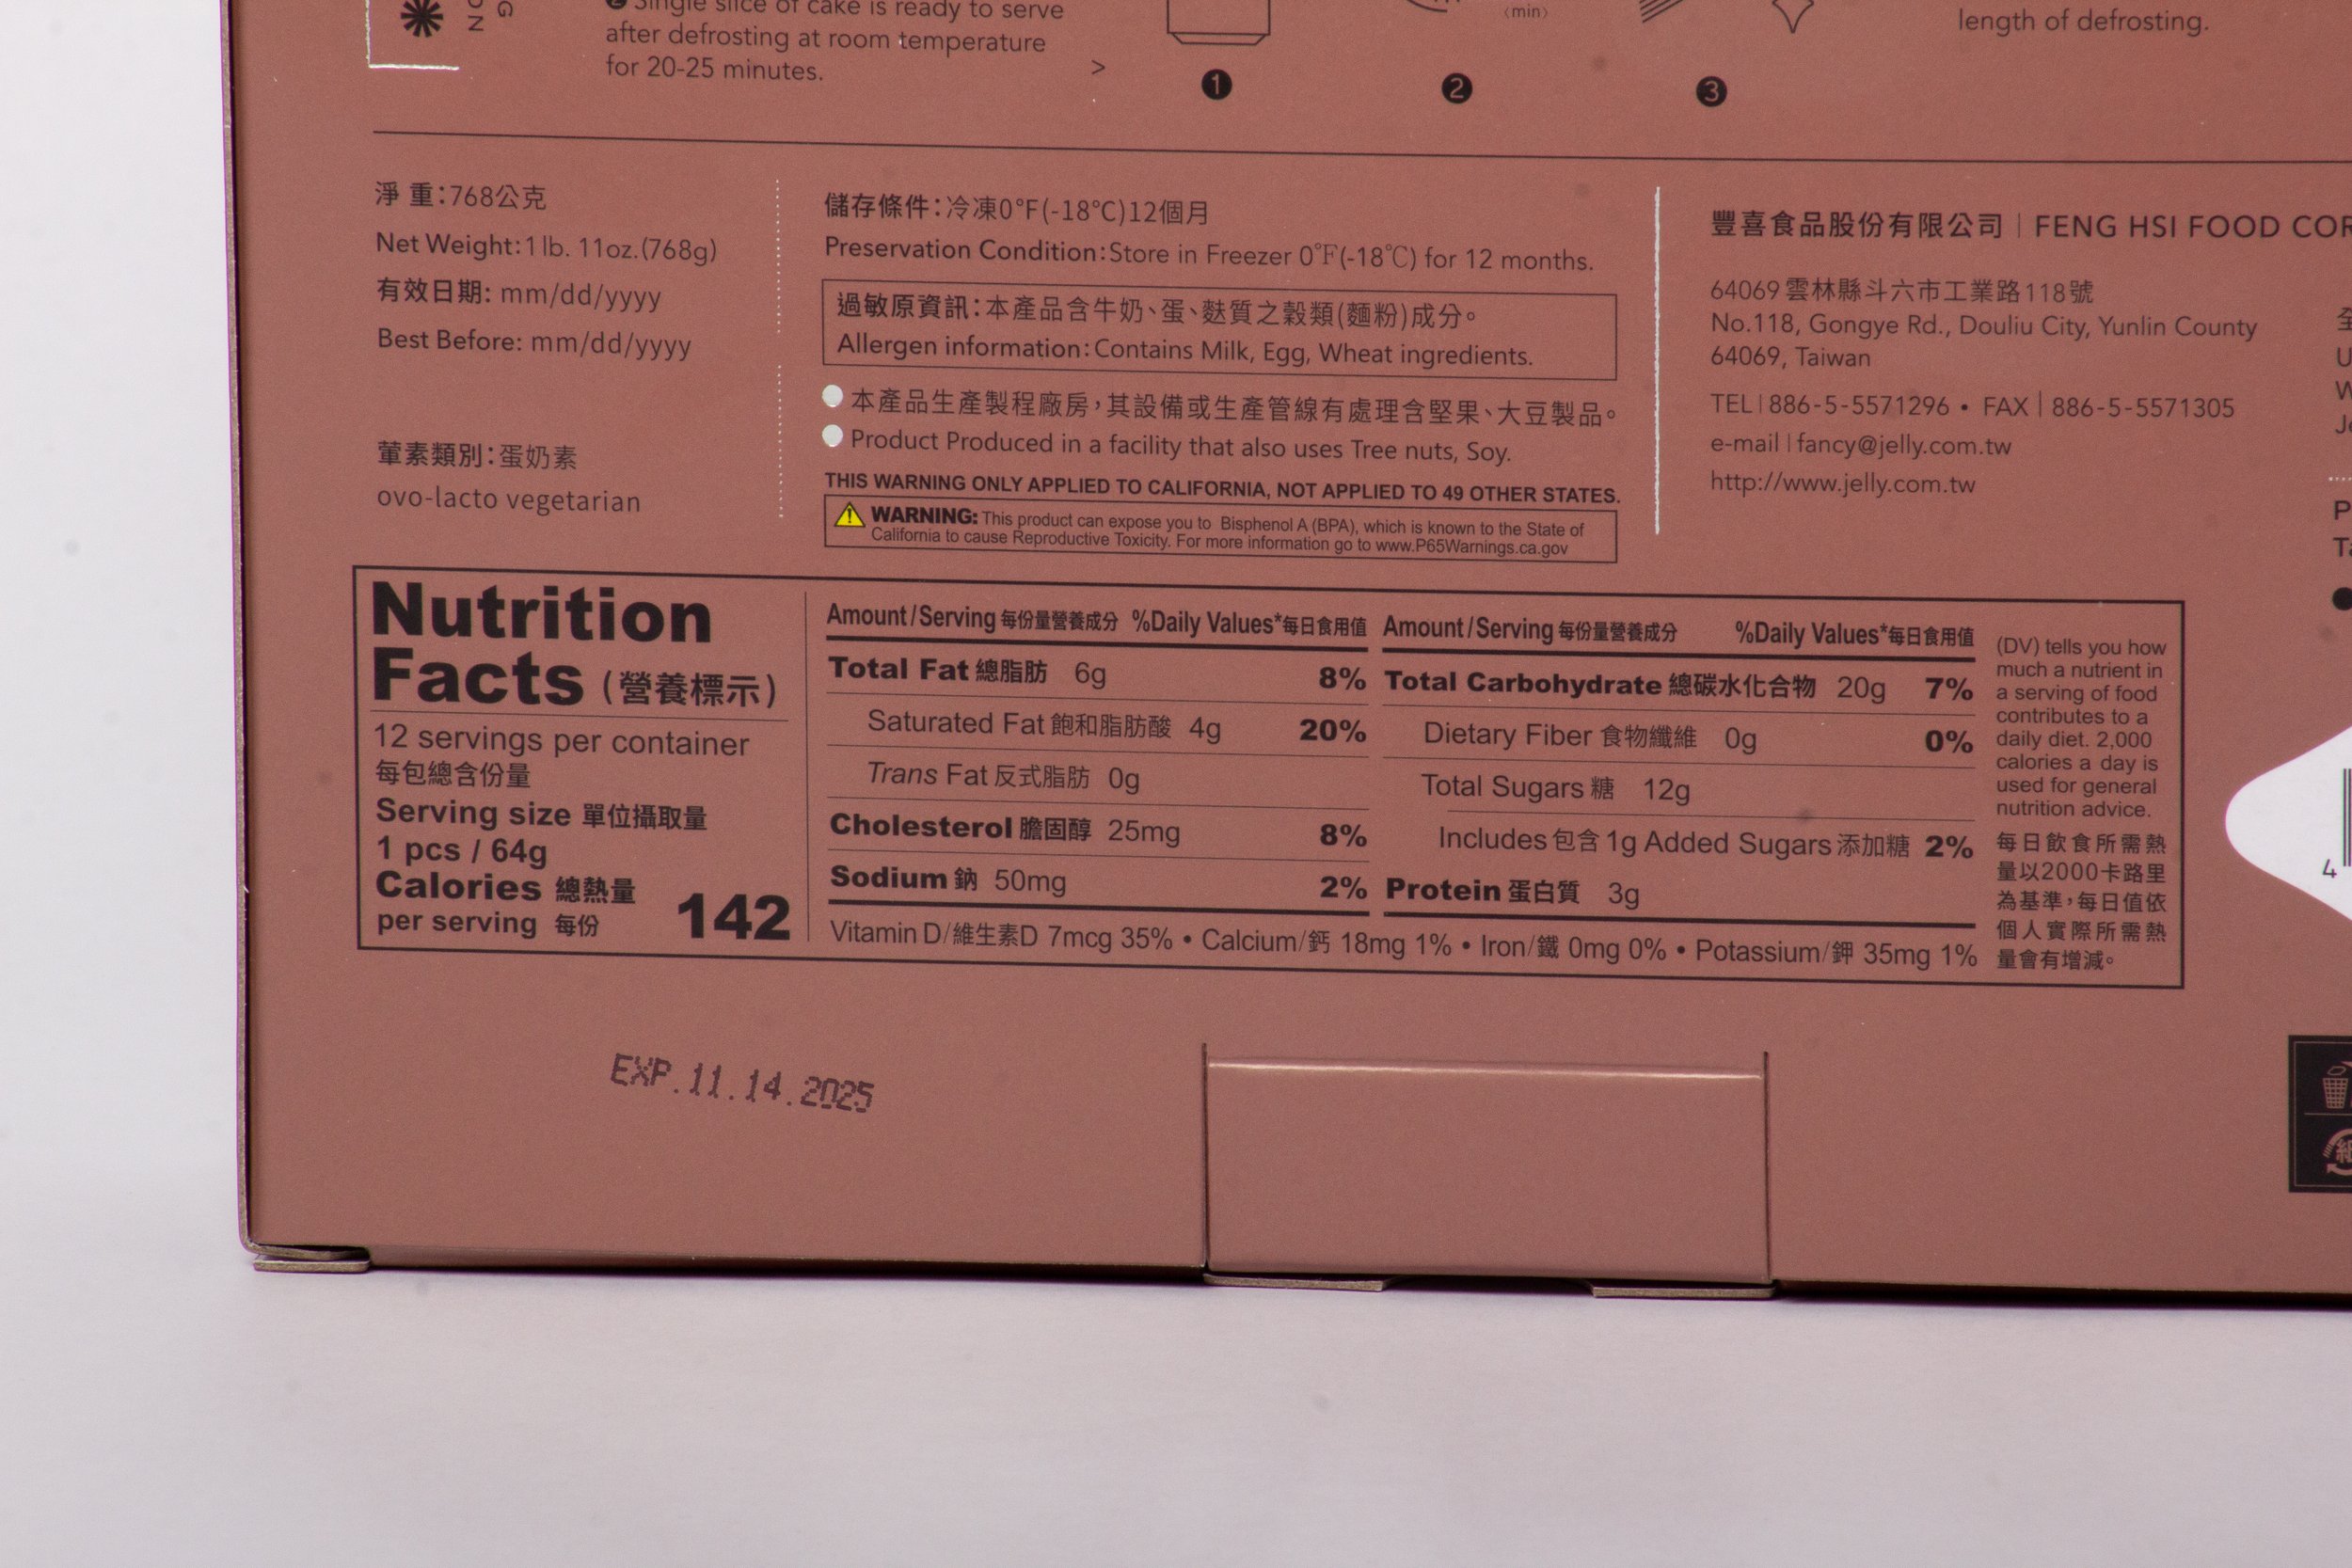 ON
G
❷ Single slice of cake is ready to serve
after defrosting at room temperature
for 20-25 minutes.
>
(min)
❶
❷
❸
length of defrosting.
淨 重：768公克
Net Weight:1 lb. 11oz.(768g)
有效日期: mm/dd/yyyy
Best Before: mm/dd/yyyy
葷素類別：蛋奶素
ovo-lacto vegetarian
儲存條件：冷凍0°F(-18°C)12個月
Preservation Condition:Store in Freezer 0°F(-18°C) for 12 months.
過敏原資訊：本產品含牛奶、蛋、麩質之穀類(麵粉)成分。
Allergen information:Contains Milk, Egg, Wheat ingredients.
本產品生產製程廠房，其設備或生產管線有處理含堅果、大豆製品。
Product Produced in a facility that also uses Tree nuts, Soy.
THIS WARNING ONLY APPLIED TO CALIFORNIA, NOT APPLIED TO 49 OTHER STATES.
WARNING: This product can expose you to Bisphenol A (BPA), which is known to the State of
California to cause Reproductive Toxicity. For more information go to www.P65Warnings.ca.gov
豐喜食品股份有限公司 | FENG HSI FOOD COR
64069 雲林縣斗六市工業路118號
No.118, Gongye Rd., Douliu City, Yunlin County
64069, Taiwan
TEL | 886-5-5571296 • FAX | 886-5-5571305
e-mail | fancy@jelly.com.tw
http://www.jelly.com.tw
Nutrition
Facts (營養標示)
12 servings per container
每包總含份量
Serving size 單位攝取量
1 pcs / 64g
Calories 總熱量
per serving 每份 142
Amount/Serving 每份量營養成分 %Daily Values*每日食用值
Total Fat 總脂肪 6g 8%
Saturated Fat 飽和脂肪酸 4g 20%
Trans Fat 反式脂肪 0g
Cholesterol 膽固醇 25mg 8%
Sodium 鈉 50mg 2%
Amount/Serving 每份量營養成分 %Daily Values*每日食用值
Total Carbohydrate 總碳水化合物 20g 7%
Dietary Fiber 食物纖維 0g 0%
Total Sugars 糖 12g
Includes 包含 1g Added Sugars 添加糖 2%
Protein 蛋白質 3g
Vitamin D/維生素D 7mcg 35% • Calcium/鈣 18mg 1% • Iron/鐵 0mg 0% • Potassium/鉀 35mg 1%
(DV) tells you how
much a nutrient in
a serving of food
contributes to a
daily diet. 2,000
calories a day is
used for general
nutrition advice.
每日飲食所需熱
量以2000卡路里
為基準，每日值依
個人實際所需熱
量會有增減。
4
EXP.11.14.2025